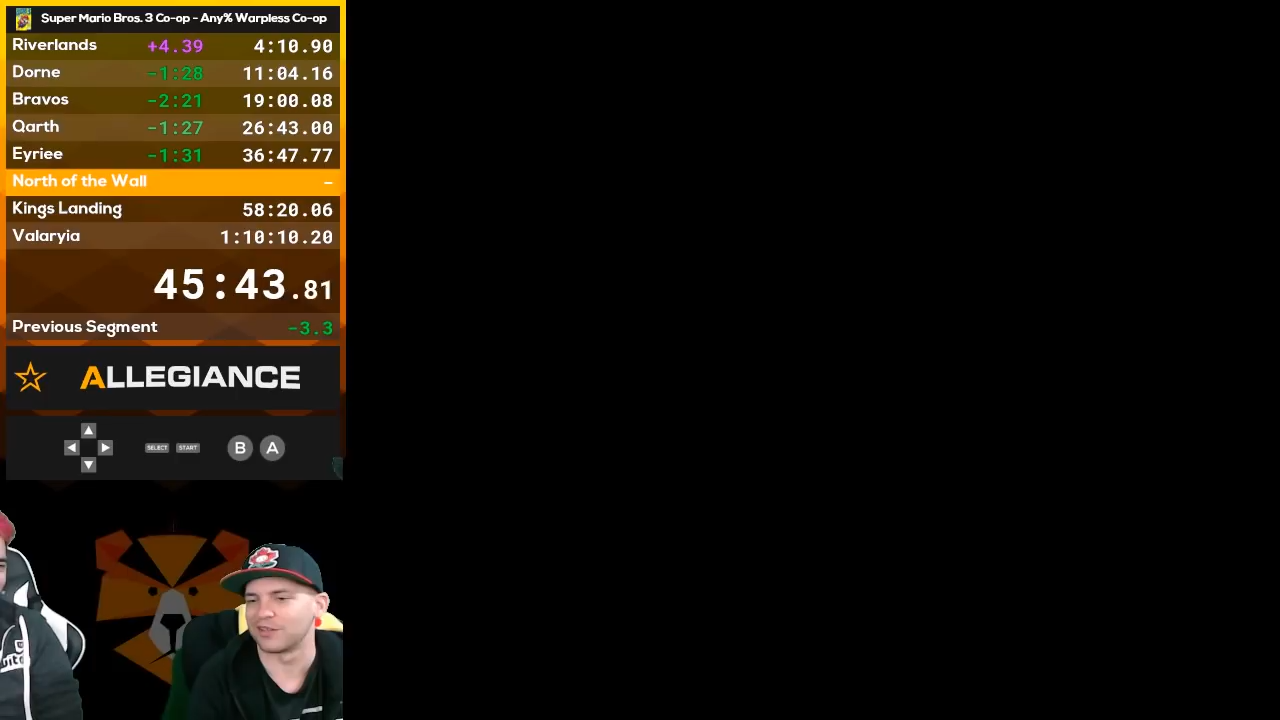 Super Mario Bros. 3 Co-op - Any% Warpless Co-op
Riverlands +4.39 4:10.90
Dorne -1:28 11:04.16
Bravos -2:21 19:00.08
Qarth -1:27 26:43.00
Eyriee -1:31 36:47.77
North of the Wall -
Kings Landing 58:20.06
Valaryia 1:10:10.20
45:43.81
Previous Segment -3.3
ALLEGIANCE
SELECT START B A